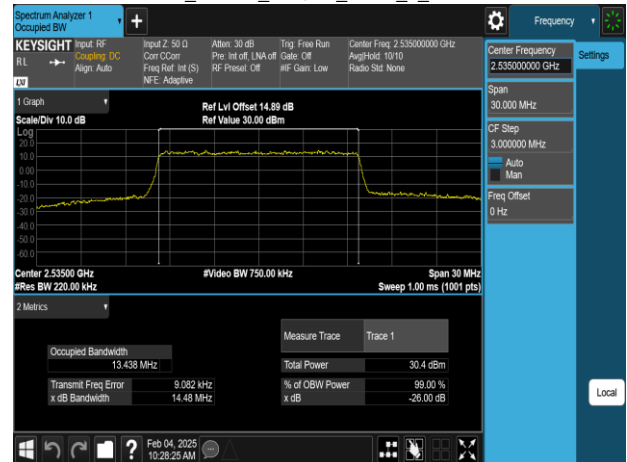 Spectrum Analyzer 1
Occupied BW
Frequency
KEYSIGHT
RL
LXI
Input: RF
Coupling: DC
Align: Auto
Input Z: 50 Ω
Corr CCorr
Freq Ref: Int (S)
NFE: Adaptive
Atten: 30 dB
Pre: Int off, LNA off
RF Preset: Off
Trig: Free Run
Gate: Off
#IF Gain: Low
Center Freq: 2.535000000 GHz
Avg|Hold: 10/10
Radio Std: None
Center Frequency
2.535000000 GHz
Settings
Span
30.000 MHz
CF Step
3.000000 MHz
Auto
Man
Freq Offset
0 Hz
1 Graph
Scale/Div 10.0 dB
Ref Lvl Offset 14.89 dB
Ref Value 30.00 dBm
Log
20.0
10.0
0.00
-10.0
-20.0
-30.0
-40.0
-50.0
-60.0
Center 2.53500 GHz
#Res BW 220.00 kHz
#Video BW 750.00 kHz
Span 30 MHz
Sweep 1.00 ms (1001 pts)
2 Metrics
Measure Trace Trace 1
Occupied Bandwidth
13.438 MHz
Total Power 30.4 dBm
Transmit Freq Error 9.082 kHz
% of OBW Power 99.00 %
x dB Bandwidth 14.48 MHz
x dB -26.00 dB
Local
?
Feb 04, 2025
10:28:25 AM